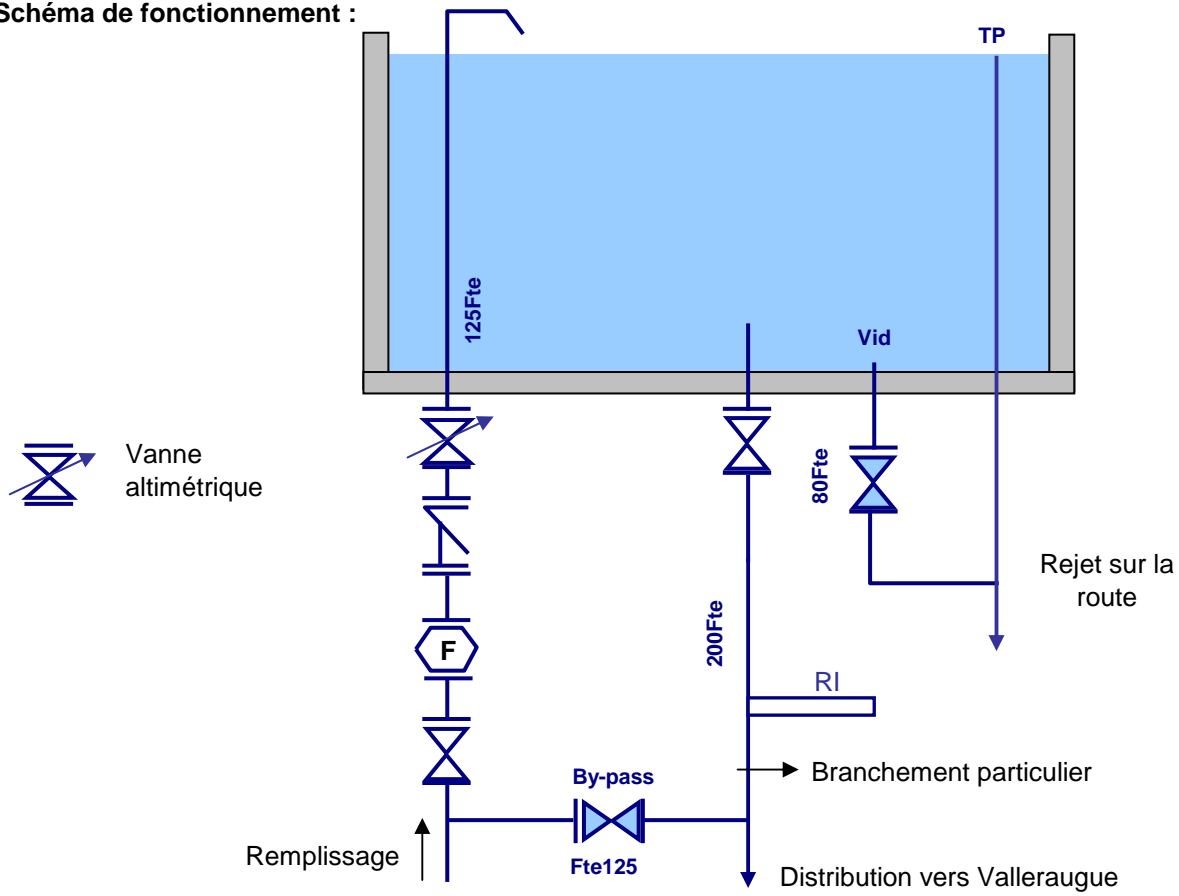 Schéma de fonctionnement :
TP
125Fte
Vid
Vanne
altimétrique
80Fte
Rejet sur la
route
200Fte
F
RI
By-pass
Branchement particulier
Remplissage
Fte125
Distribution vers Valleraugue